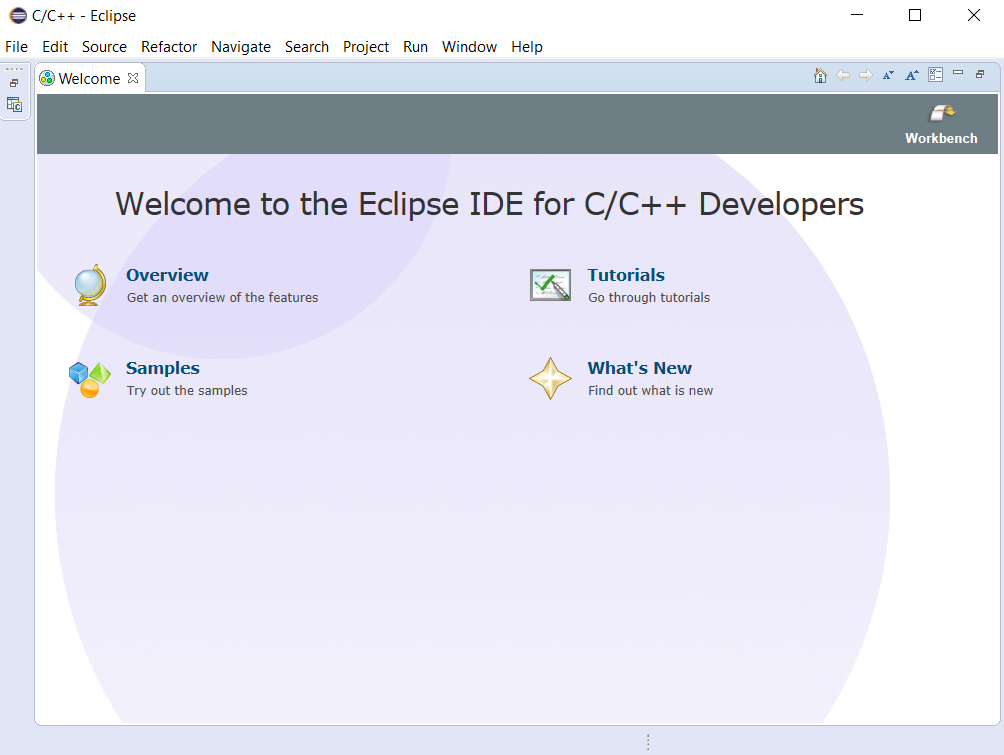 C/C++ - Eclipse
File Edit Source Refactor Navigate Search Project Run Window Help
Welcome
Workbench
Welcome to the Eclipse IDE for C/C++ Developers
Overview
Get an overview of the features
Tutorials
Go through tutorials
Samples
Try out the samples
What's New
Find out what is new